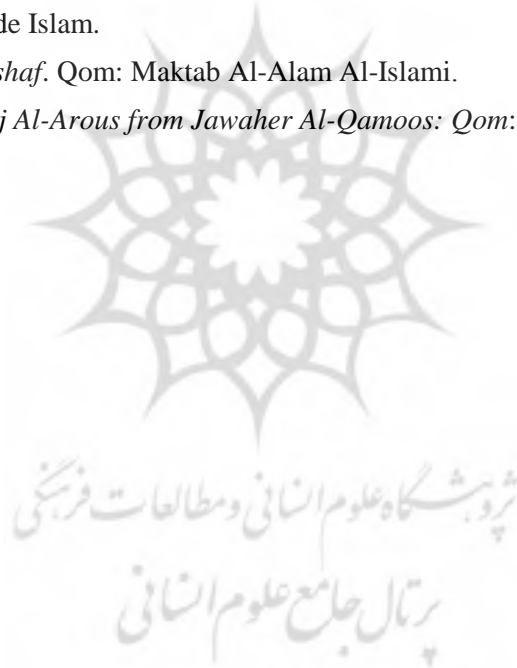 de Islam.
shaf. Qom: Maktab Al-Alam Al-Islami.
j Al-Arous from Jawaher Al-Qamoos: Qom:
پژوهشگاه علوم انسانی و مطالعات فرهنگی
پرتال جامع علوم انسانی